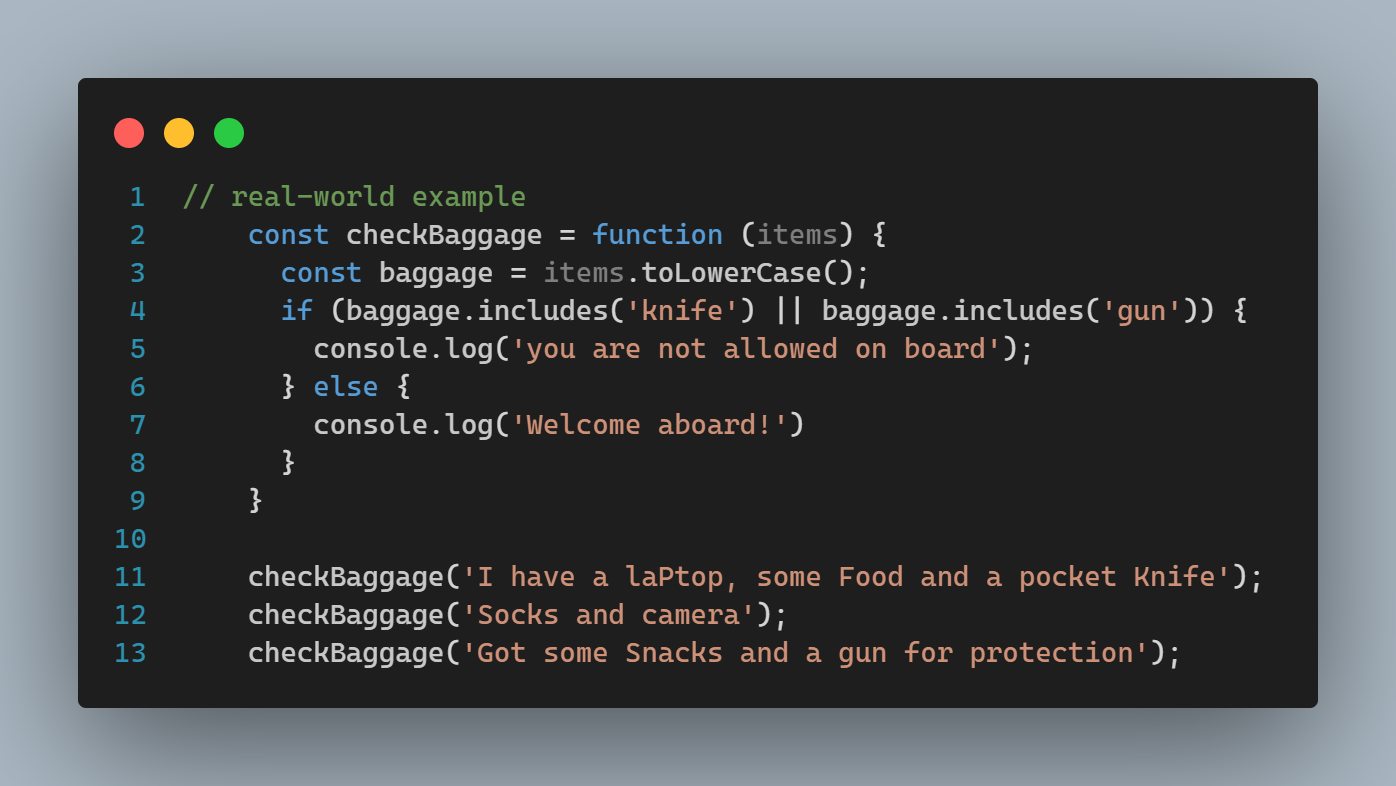 1 // real-world example
2     const checkBaggage = function (items) {
3       const baggage = items.toLowerCase();
4       if (baggage.includes('knife') || baggage.includes('gun')) {
5         console.log('you are not allowed on board');
6       } else {
7         console.log('Welcome aboard!')
8       }
9     }
10
11     checkBaggage('I have a laPtop, some Food and a pocket Knife');
12     checkBaggage('Socks and camera');
13     checkBaggage('Got some Snacks and a gun for protection');